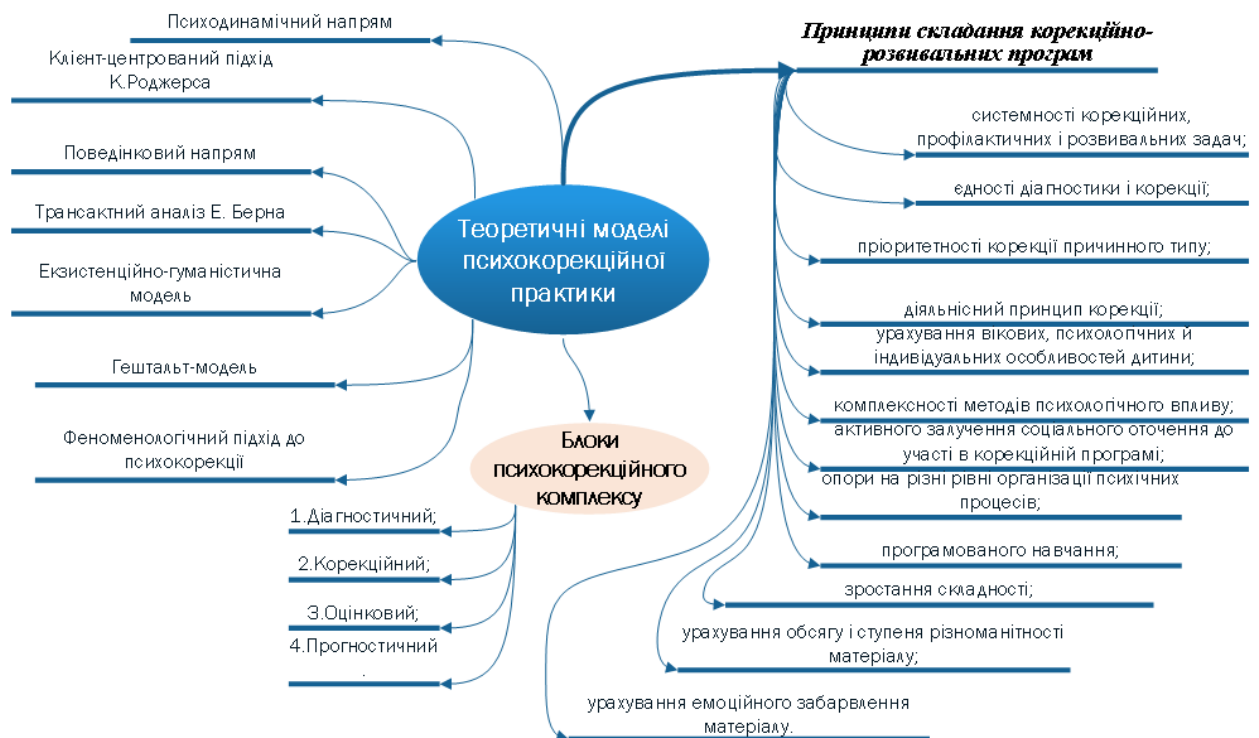 Психодинамічний напрям
Клієнт-центрований підхід
К.Роджерса
Поведінковий напрям
Трансактний аналіз Е. Берна
Екзистенційно-гуманістична
модель
Гештальт-модель
Феноменологічний підхід до
психокорекції
Теоретичні моделі
психокорекційної
практики
Блоки
психокорекційного
комплексу
1.Діагностичний;
2.Корекційний;
3.Оцінковий;
4.Прогностичний
.
Принципи складання корекційно-
розвивальних програм
системності корекційних,
профілактичних і розвивальних задач;
єдності діагностики і корекції;
пріоритетності корекції причинного типу;
діяльнісний принцип корекції;
урахування вікових, психологічних й
індивідуальних особливостей дитини;
комплексності методів психологічного впливу;
активного залучення соціального оточення до
участі в корекційній програмі;
опори на різні рівні організації психічних
процесів;
програмованого навчання;
зростання складності;
урахування обсягу і ступеня різноманітності
матеріалу;
урахування емоційного забарвлення
матеріалу.